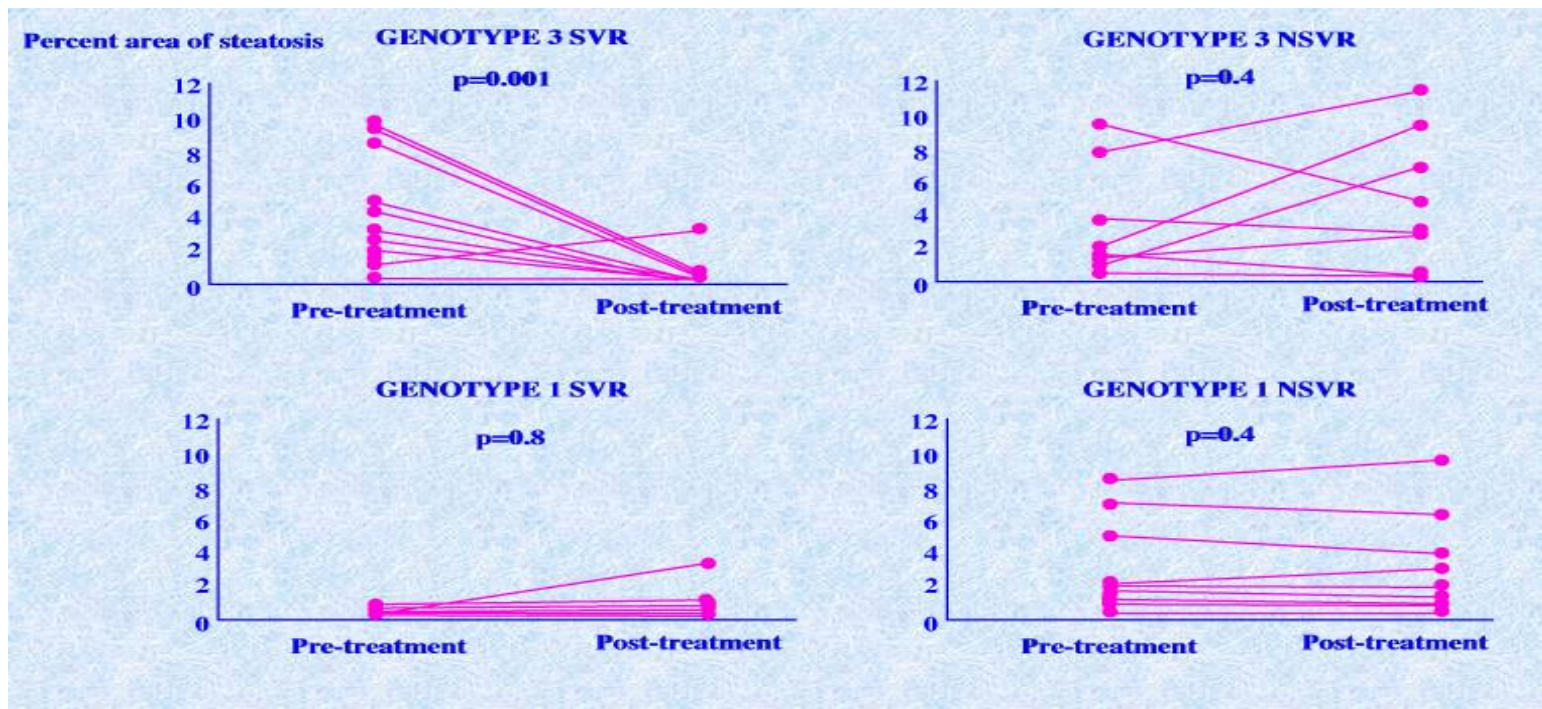 Percent area of steatosis
GENOTYPE 3 SVR
p=0.001
12
10
8
6
4
2
0
Pre-treatment
Post-treatment
GENOTYPE 3 NSVR
p=0.4
12
10
8
6
4
2
0
Pre-treatment
Post-treatment
GENOTYPE 1 SVR
p=0.8
12
10
8
6
4
2
0
Pre-treatment
Post-treatment
GENOTYPE 1 NSVR
p=0.4
12
10
8
6
4
2
0
Pre-treatment
Post-treatment